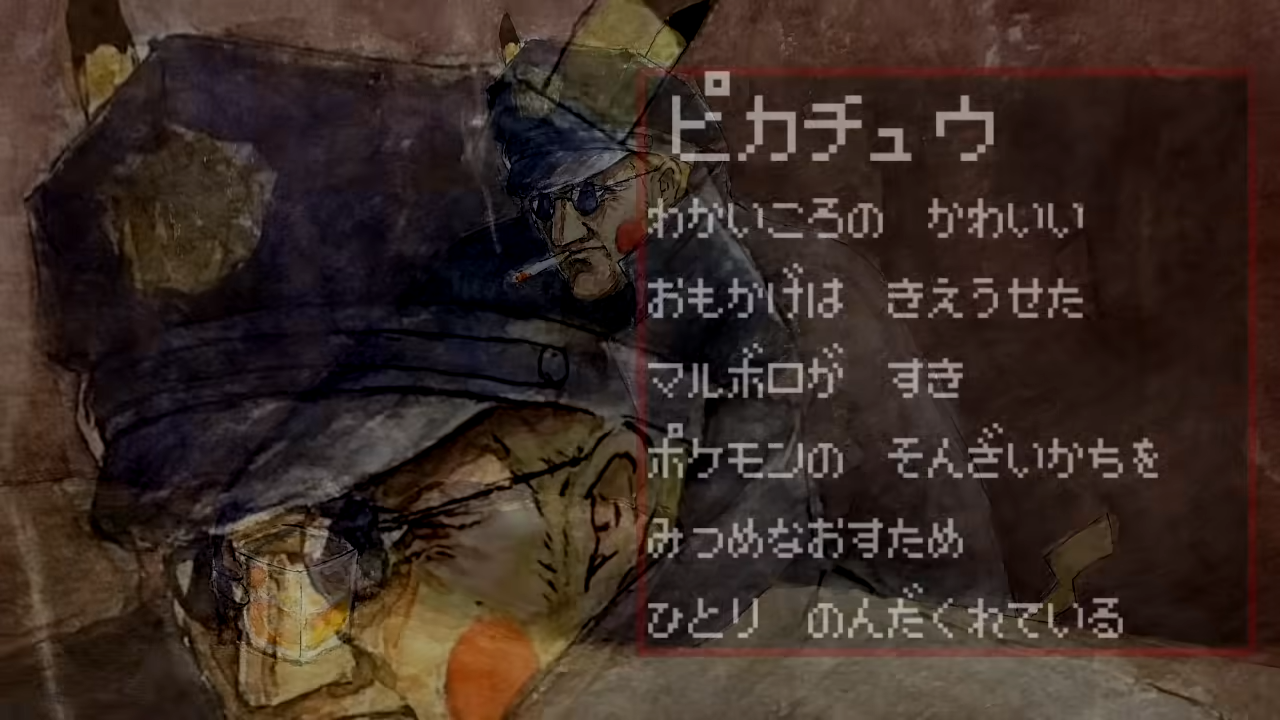 ピカチュウ
わかいころの　かわいい
おもかげは　きえうせた
マルボロが　すき
ポケモンの　そんざいかちを
みつめなおすため
ひとり　のんだくれている